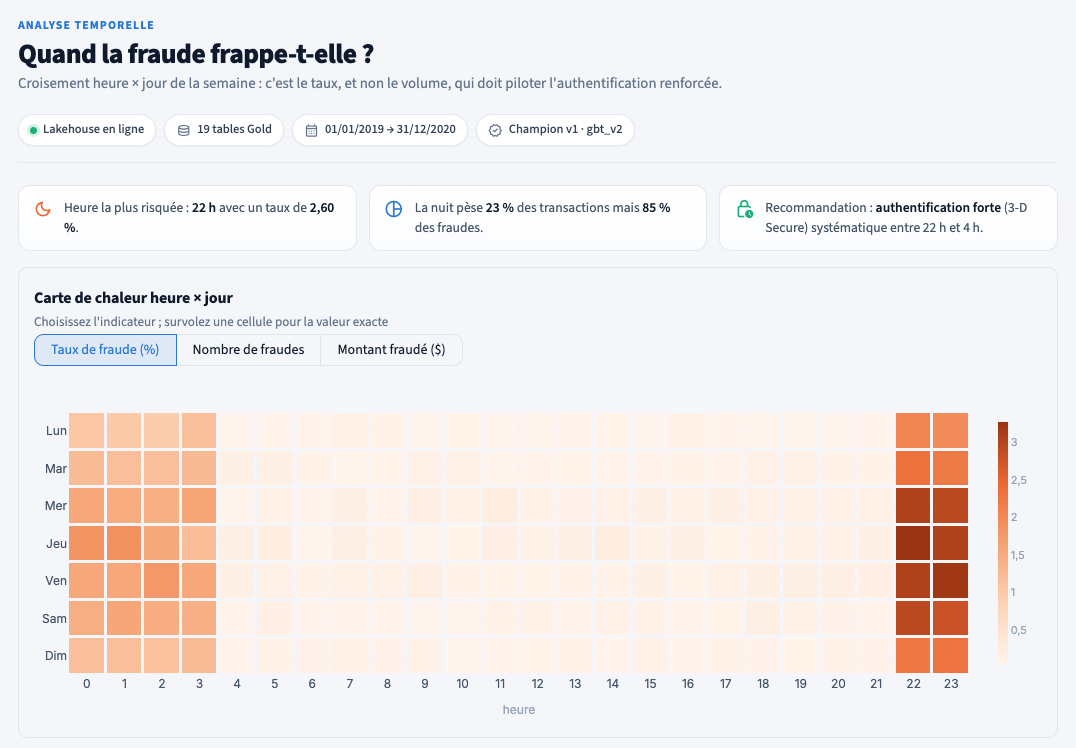 ANALYSE TEMPORELLE
Quand la fraude frappe-t-elle ?
Croisement heure × jour de la semaine : c'est le taux, et non le volume, qui doit piloter l'authentification renforcée.
Lakehouse en ligne
19 tables Gold
01/01/2019 → 31/12/2020
Champion v1 · gbt_v2
Heure la plus risquée : 22 h avec un taux de 2,60
%.
La nuit pèse 23 % des transactions mais 85 %
des fraudes.
Recommandation : authentification forte (3-D
Secure) systématique entre 22 h et 4 h.
Carte de chaleur heure × jour
Choisissez l'indicateur ; survolez une cellule pour la valeur exacte
Taux de fraude (%)
Nombre de fraudes
Montant fraudé ($)
Lun
Mar
Mer
Jeu
Ven
Sam
Dim
0 1 2 3 4 5 6 7 8 9 10 11 12 13 14 15 16 17 18 19 20 21 22 23
heure
3
2,5
2
1,5
1
0,5